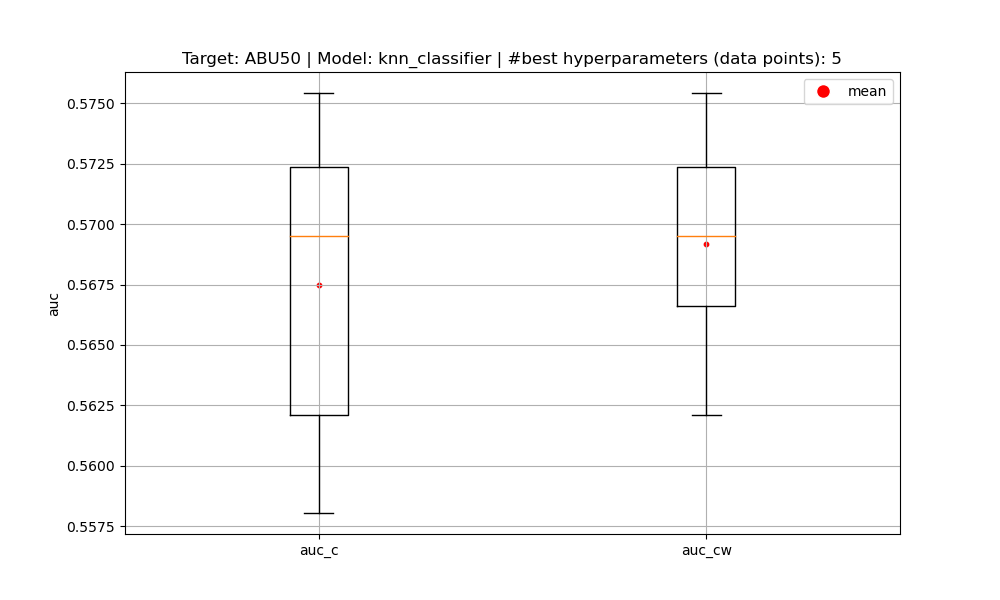 Target: ABU50 | Model: knn_classifier | #best hyperparameters (data points): 5
mean
0.5750
0.5725
0.5700
0.5675
0.5650
0.5625
0.5600
0.5575
auc
auc_c
auc_cw